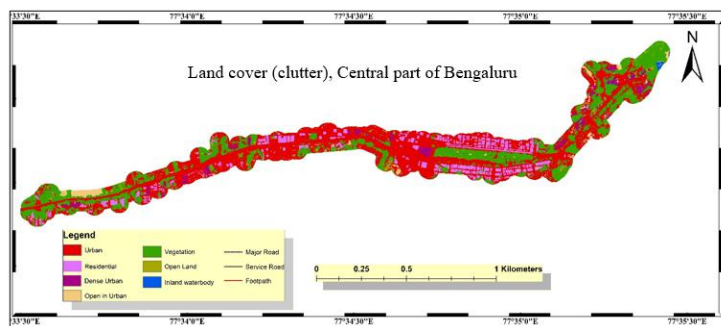 33'30"E 77°34'0"E 77°34'30"E 77°35'0"E 77°35'30"E
N
Land cover (clutter), Central part of Bengaluru
Legend
Urban Vegetation Major Road
Residential Open Land Service Road
Dense Urban Inland waterbody Footpath
Open in Urban
0 0.25 0.5 1 Kilometers
33'30"E 77°34'0"E 77°34'30"E 77°35'0"E 77°35'30"E